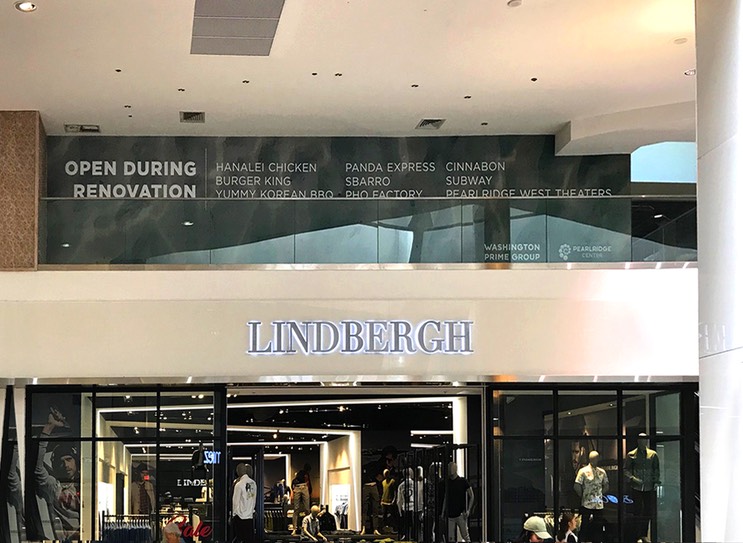 OPEN DURING
RENOVATION
HANALEI CHICKEN
BURGER KING
YUMMY KOREAN BBQ
PANDA EXPRESS
SBARRO
PHO FACTORY
CINNABON
SUBWAY
PEARLRIDGE WEST THEATERS
WASHINGTON
PRIME GROUP
PEARLRIDGE
CENTER
LINDBERGH